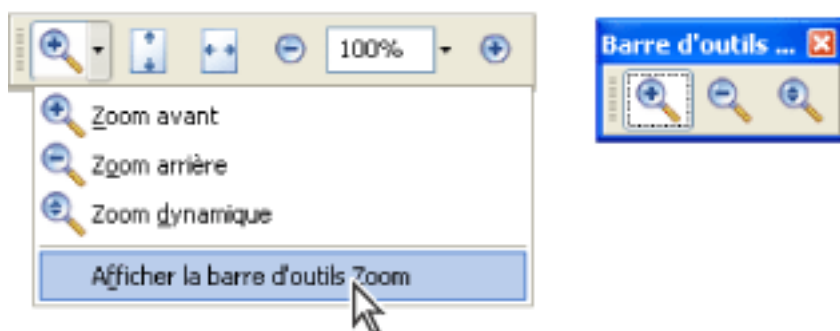 100%
Barre d'outils ...
Zoom avant
Zoom arrière
Zoom dynamique
Afficher la barre d'outils Zoom